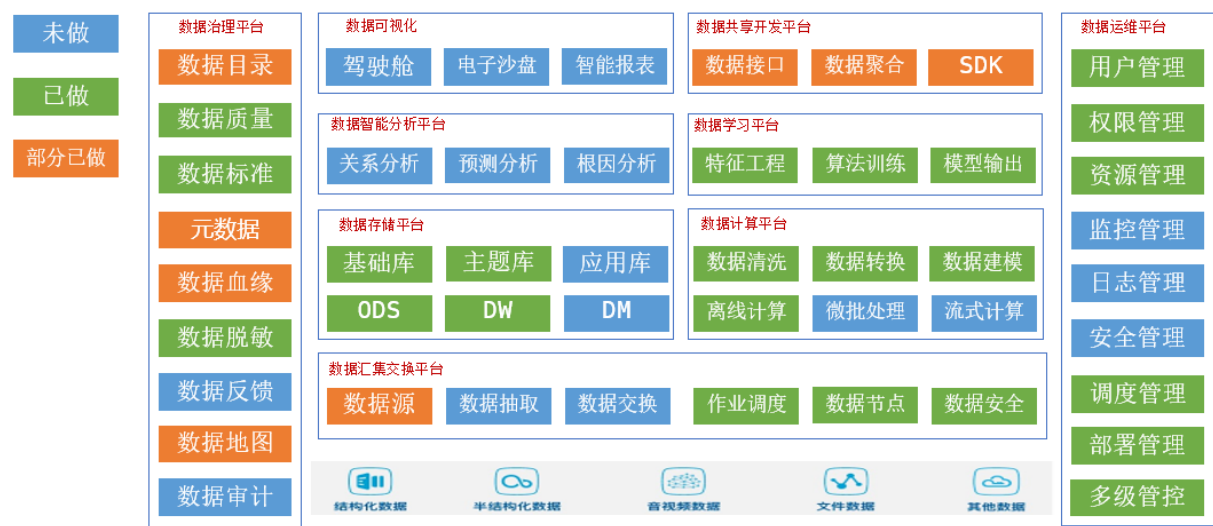 未做
已做
部分已做
数据治理平台
数据目录
数据质量
数据标准
元数据
数据血缘
数据脱敏
数据反馈
数据地图
数据审计
数据可视化
驾驶舱 电子沙盘 智能报表
数据共享开发平台
数据接口 数据聚合 SDK
数据智能分析平台
关系分析 预测分析 根因分析
数据学习平台
特征工程 算法训练 模型输出
数据存储平台
基础库 主题库 应用库
ODS DW DM
数据计算平台
数据清洗 数据转换 数据建模
离线计算 微批处理 流式计算
数据汇集交换平台
数据源 数据抽取 数据交换 作业调度 数据节点 数据安全
结构化数据 半结构化数据 音视频数据 文件数据 其他数据
数据运维平台
用户管理
权限管理
资源管理
监控管理
日志管理
安全管理
调度管理
部署管理
多级管控